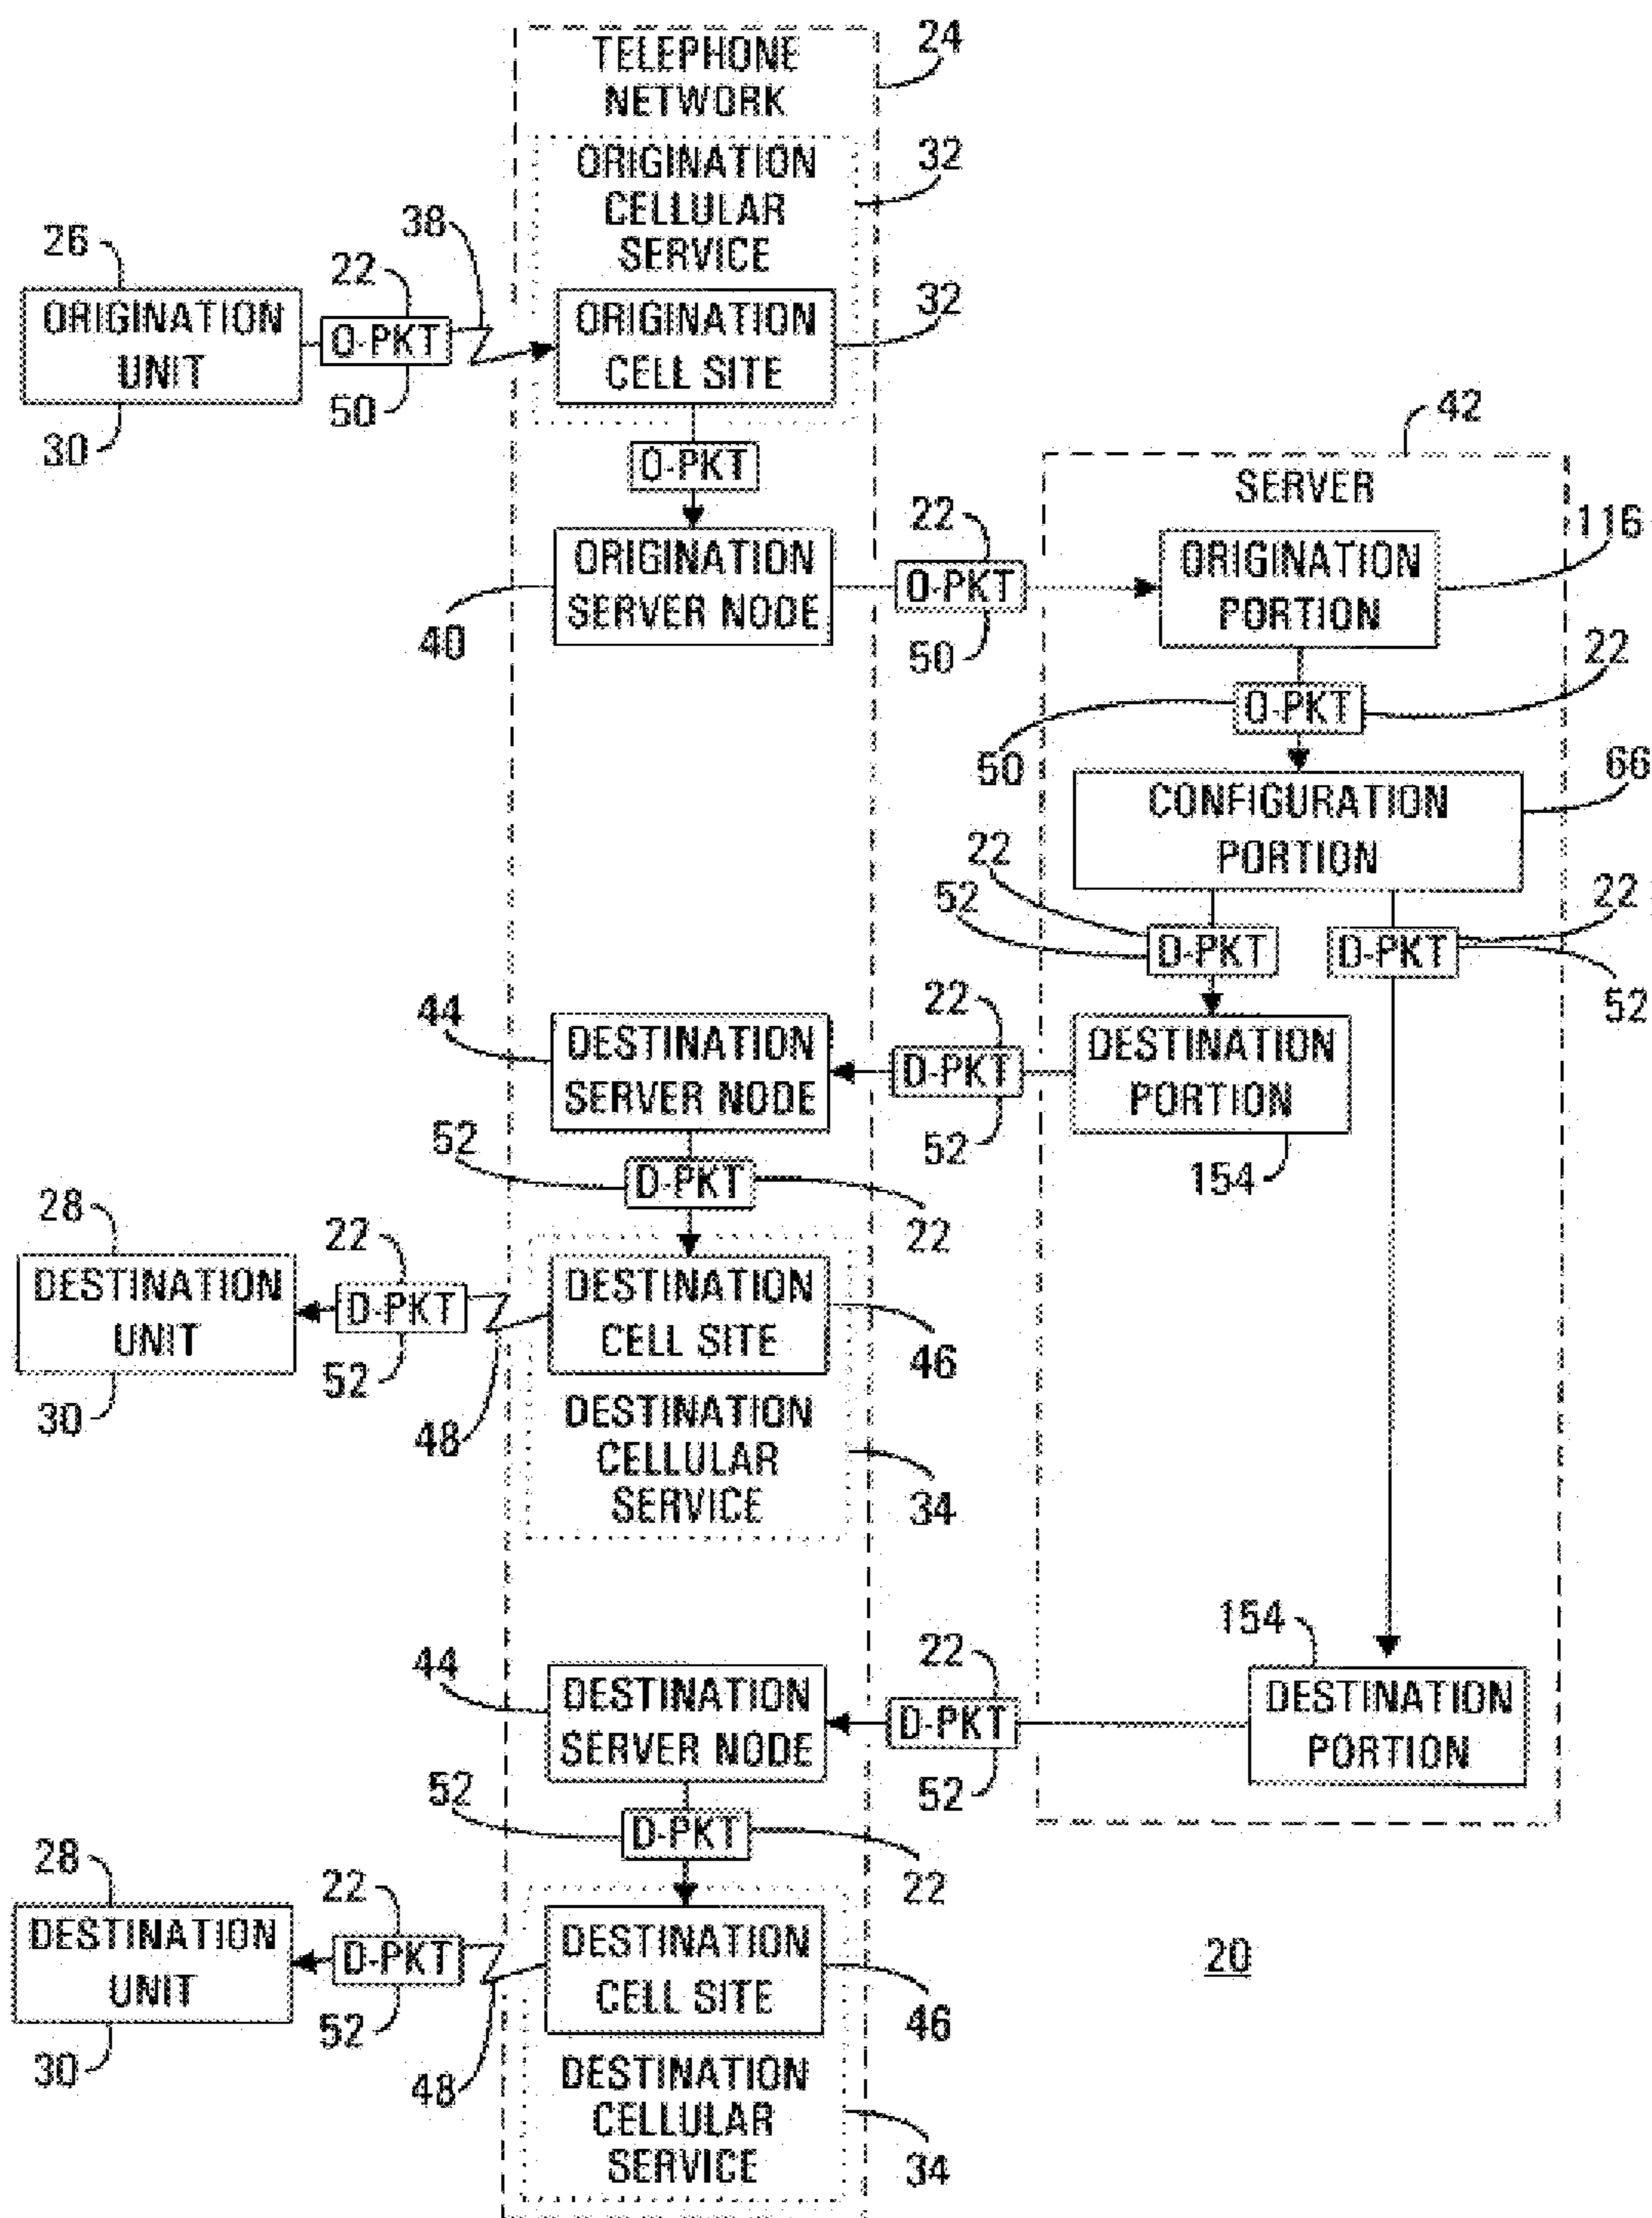 TELEPHONE
NETWORK
24
ORIGINATION
CELLULAR
SERVICE
32
26
22
38
ORIGINATION
UNIT
O-PKT
ORIGINATION
CELL SITE
32
30
50
O-PKT
42
SERVER
ORIGINATION
SERVER NODE
40
22
O-PKT
50
ORIGINATION
PORTION
116
O-PKT
22
50
CONFIGURATION
PORTION
66
22
52
D-PKT
D-PKT
22
52
44
DESTINATION
SERVER NODE
22
D-PKT
52
DESTINATION
PORTION
154
52
D-PKT
22
28
22
DESTINATION
UNIT
D-PKT
DESTINATION
CELL SITE
46
30
52
48
DESTINATION
CELLULAR
SERVICE
34
44
DESTINATION
SERVER NODE
22
D-PKT
52
154
DESTINATION
PORTION
52
D-PKT
22
28
22
DESTINATION
UNIT
D-PKT
DESTINATION
CELL SITE
46
30
52
48
DESTINATION
CELLULAR
SERVICE
34
20